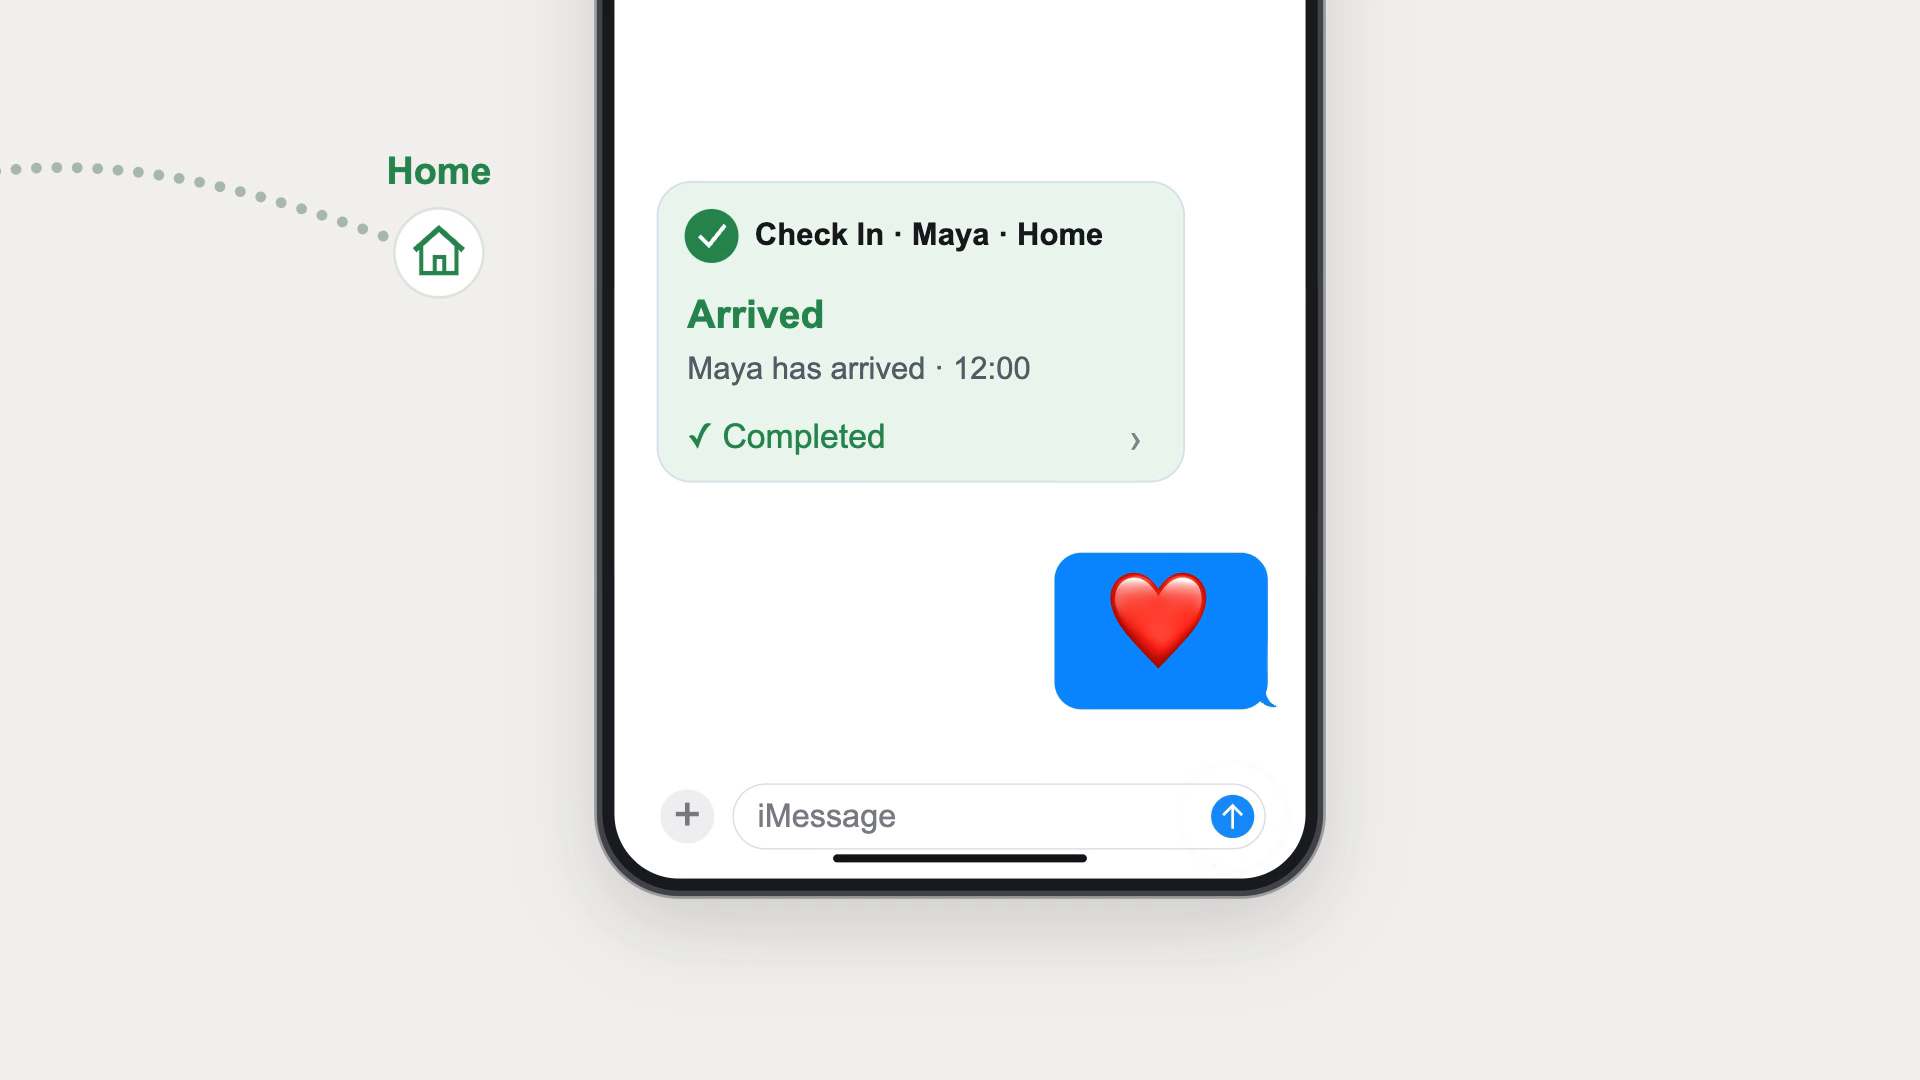 Home
Check In · Maya · Home
Arrived
Maya has arrived · 12:00
✓ Completed
iMessage